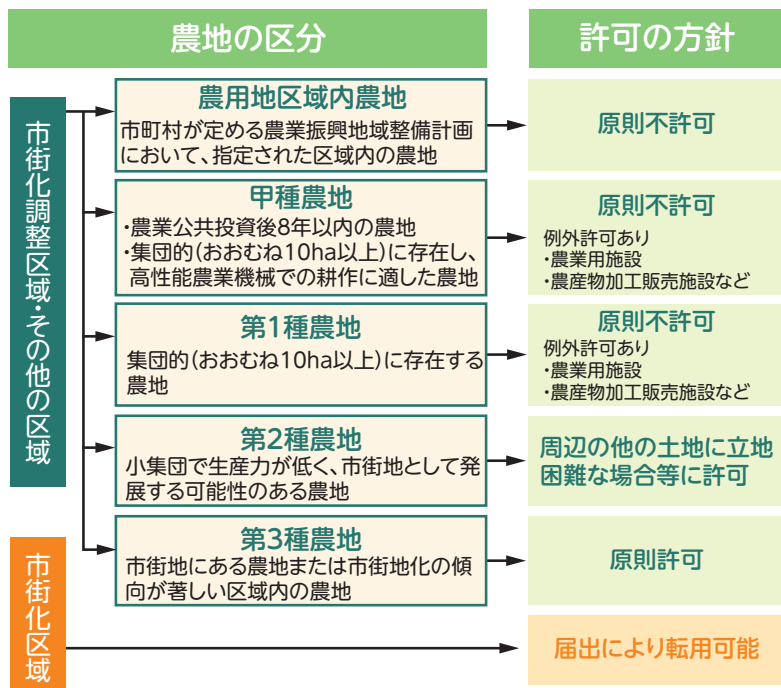 農地の区分
許可の方針
市街化調整区域・その他の区域
農用地区域内農地
市町村が定める農業振興地域整備計画
において、指定された区域内の農地
原則不許可
甲種農地
・農業公共投資後8年以内の農地
・集団的(おおむね10ha以上)に存在し、
高性能農業機械での耕作に適した農地
原則不許可
例外許可あり
・農業用施設
・農産物加工販売施設など
第1種農地
集団的(おおむね10ha以上)に存在する
農地
原則不許可
例外許可あり
・農業用施設
・農産物加工販売施設など
第2種農地
小集団で生産力が低く、市街地として発
展する可能性のある農地
周辺の他の土地に立地
困難な場合等に許可
第3種農地
市街地にある農地または市街地化の傾
向が著しい区域内の農地
原則許可
市街化区域
届出により転用可能